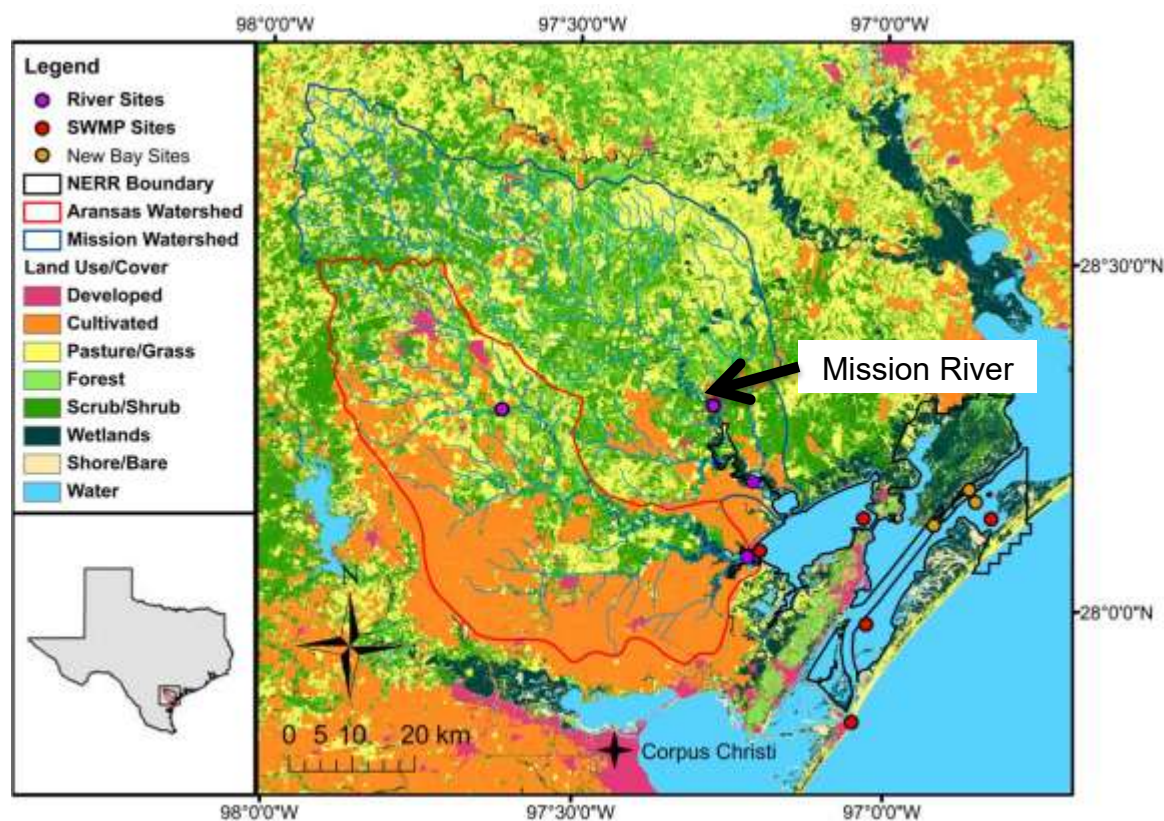 98°0'0"W
97°30'0"W
97°0'0"W
Legend
River Sites
SWMP Sites
New Bay Sites
NERR Boundary
Aransas Watershed
Mission Watershed
Land Use/Cover
Developed
Cultivated
Pasture/Grass
Forest
Scrub/Shrub
Wetlands
Shore/Bare
Water
28°30'0"N
Mission River
28°0'0"N
N
0 5 10 20 km
Corpus Christi
98°0'0"W
97°30'0"W
97°0'0"W